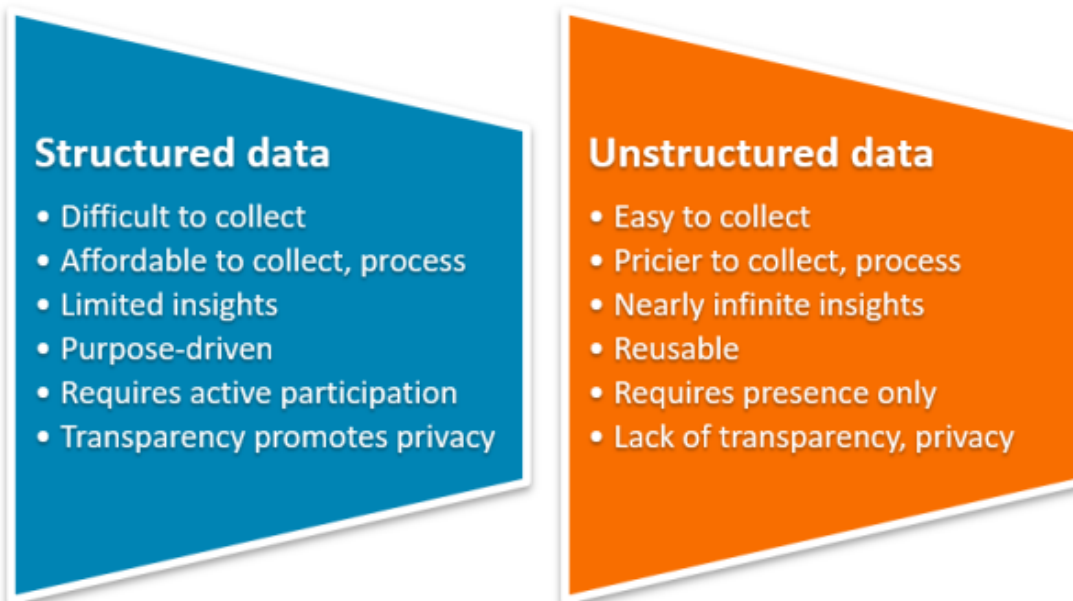 Structured data
• Difficult to collect
• Affordable to collect, process
• Limited insights
• Purpose-driven
• Requires active participation
• Transparency promotes privacy
Unstructured data
• Easy to collect
• Pricier to collect, process
• Nearly infinite insights
• Reusable
• Requires presence only
• Lack of transparency, privacy